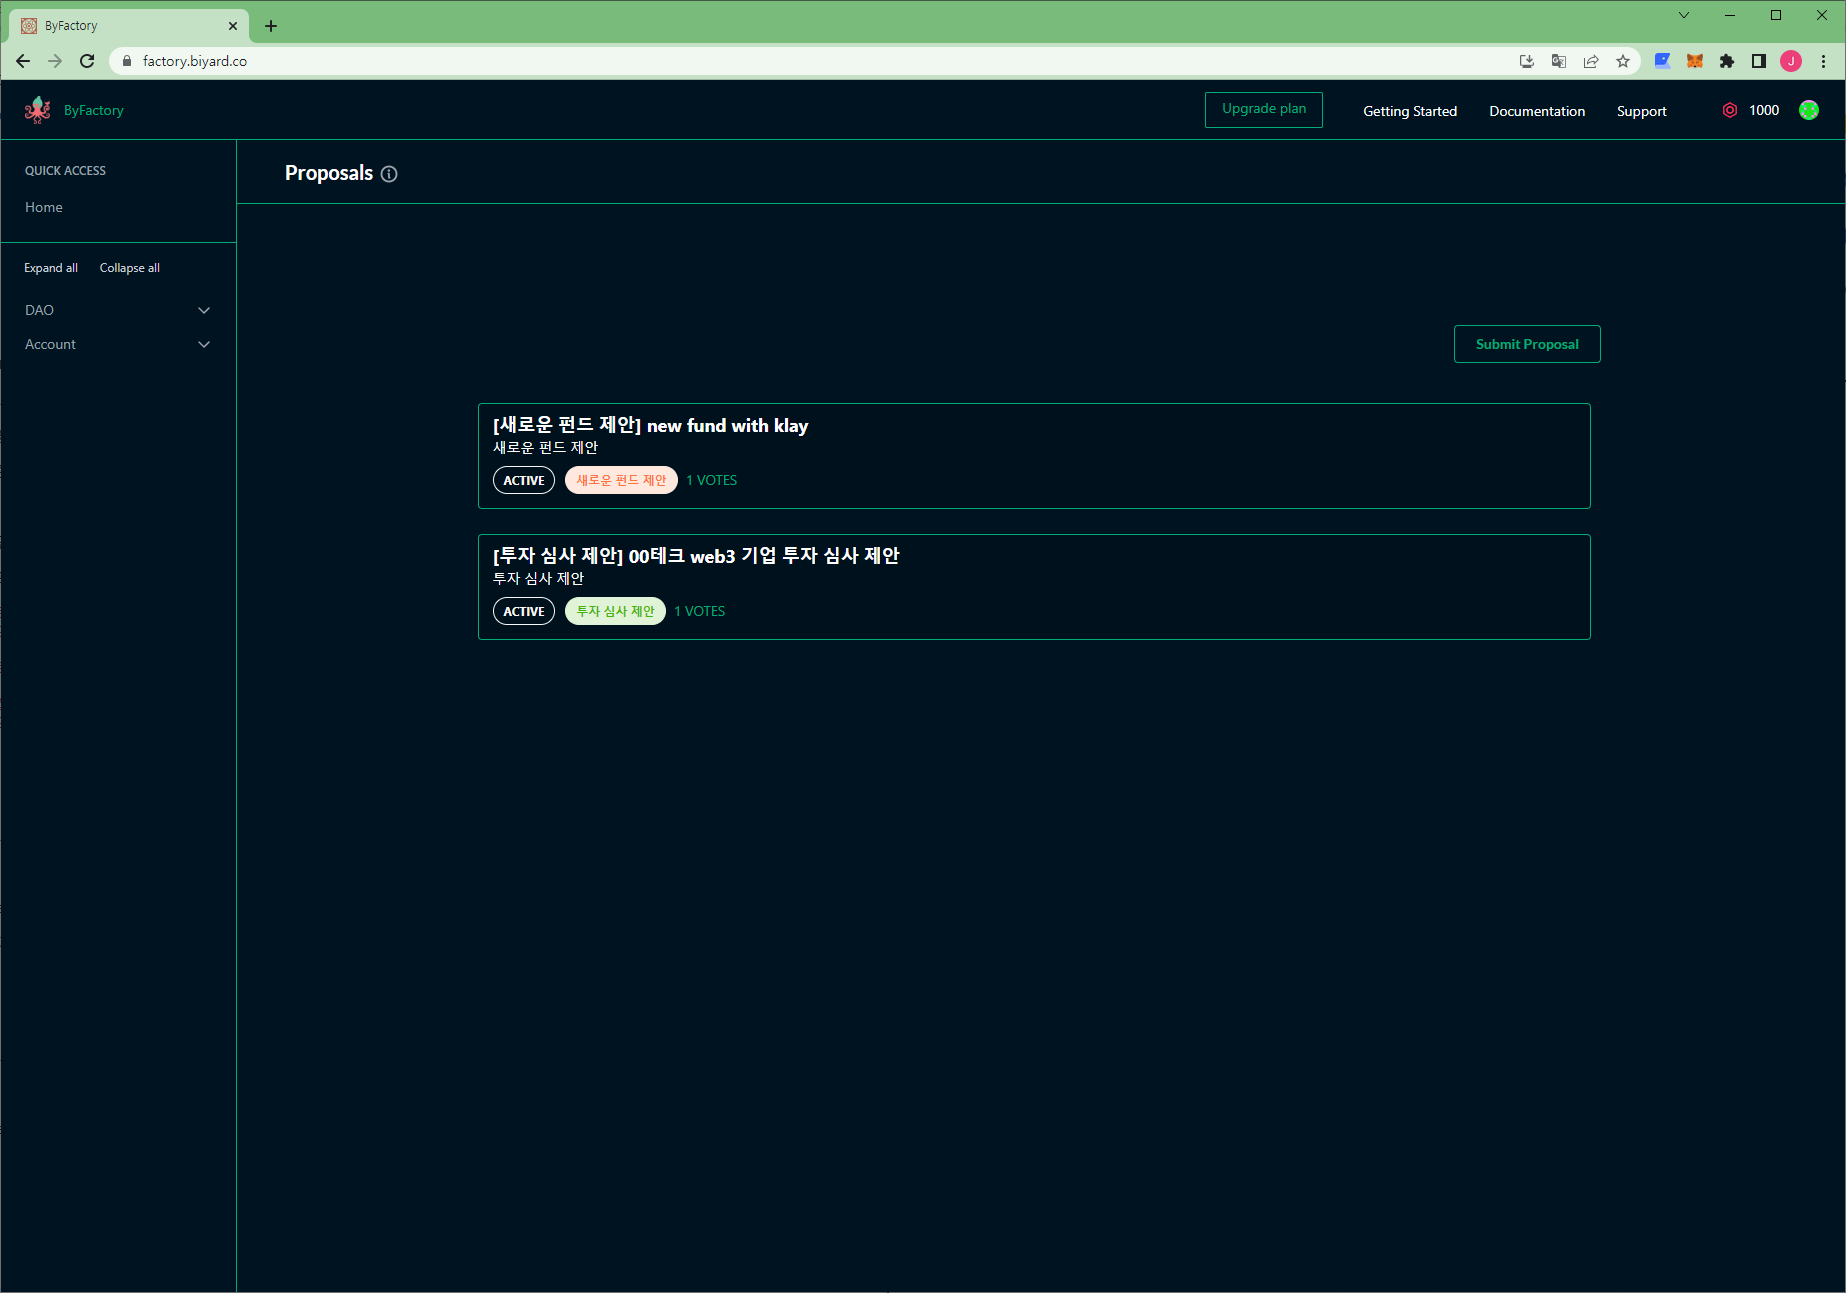 ByFactory
factory.biyard.co
J
ByFactory
Upgrade plan
Getting Started
Documentation
Support
1000
QUICK ACCESS
Home
Proposals
Expand all
Collapse all
DAO
Account
Submit Proposal
[새로운 펀드 제안] new fund with klay
새로운 펀드 제안
ACTIVE
새로운 펀드 제안
1 VOTES
[투자 심사 제안] 00테크 web3 기업 투자 심사 제안
투자 심사 제안
ACTIVE
투자 심사 제안
1 VOTES